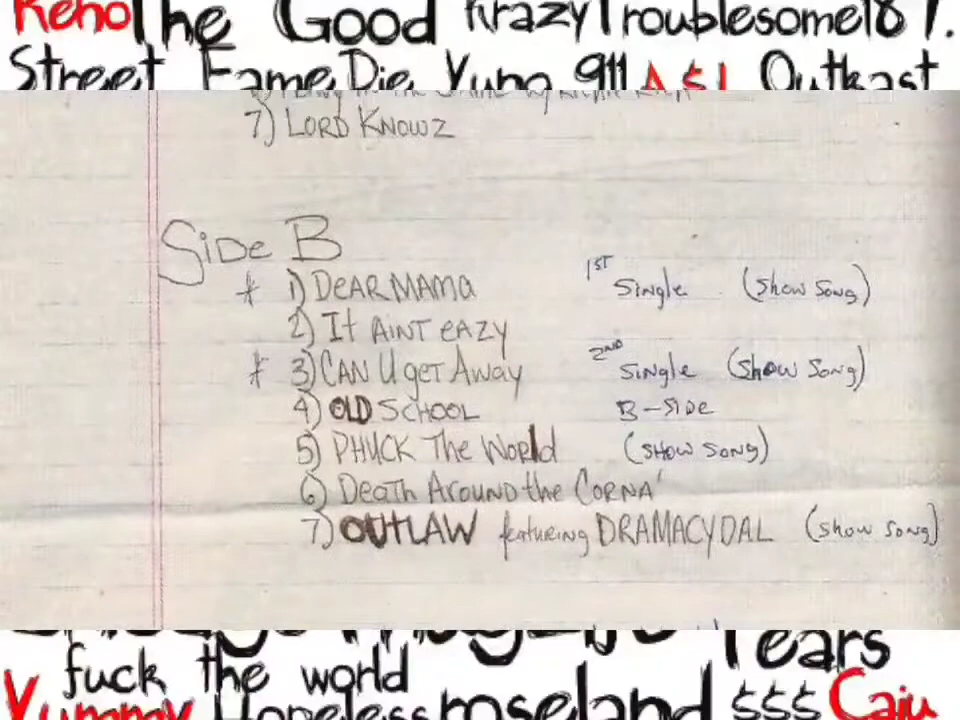 Reno The Good KrazyTroublesome187.
Street Fame Die Yung 911 A$1 Outkast
7) LORD KNOWZ
Side B
* 1) DEAR MAMA 1ST Single (Show Song)
2) It AINT EAZY
* 3) CAN U get Away 2ND Single (Show Song)
4) OLD SCHOOL B-SIDE
5) PHUCK The World (SHOW SONG)
6) Death Around the CORNA'
7) OUTLAW featuring DRAMACYDAL (Show Song)
Tears
fuck the world
Yummy Hopeless roseland $$$ Caiu